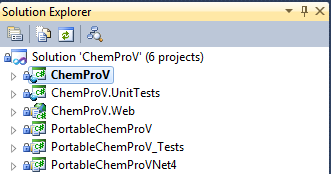 Solution Explorer
Solution 'ChemProV' (6 projects)
ChemProV
ChemProV.UnitTests
ChemProV.Web
PortableChemProV
PortableChemProV_Tests
PortableChemProVNet4